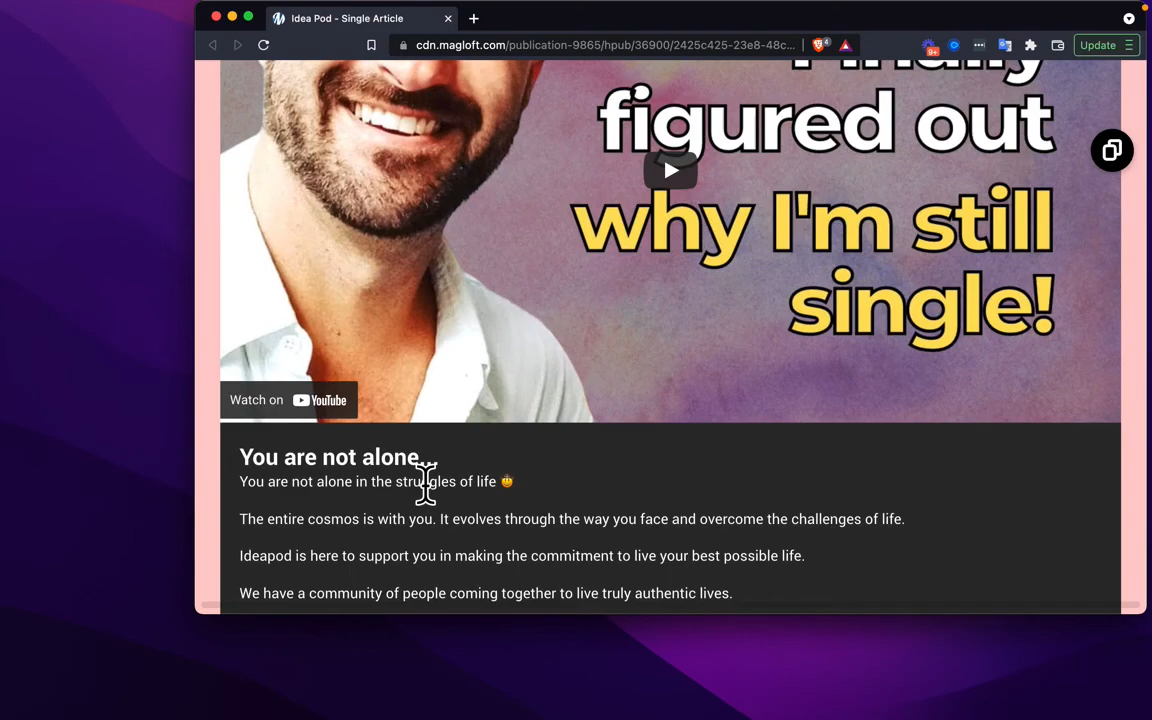 Idea Pod - Single Article
cdn.magloft.com/publication-9865/hpub/36900/2425c425-23e8-48c...
4
9+
Update
Finally
figured out
why I'm still
single!
Watch on YouTube
You are not alone...
You are not alone in the struggles of life 🤠
The entire cosmos is with you. It evolves through the way you face and overcome the challenges of life.
Ideapod is here to support you in making the commitment to live your best possible life.
We have a community of people coming together to live truly authentic lives.